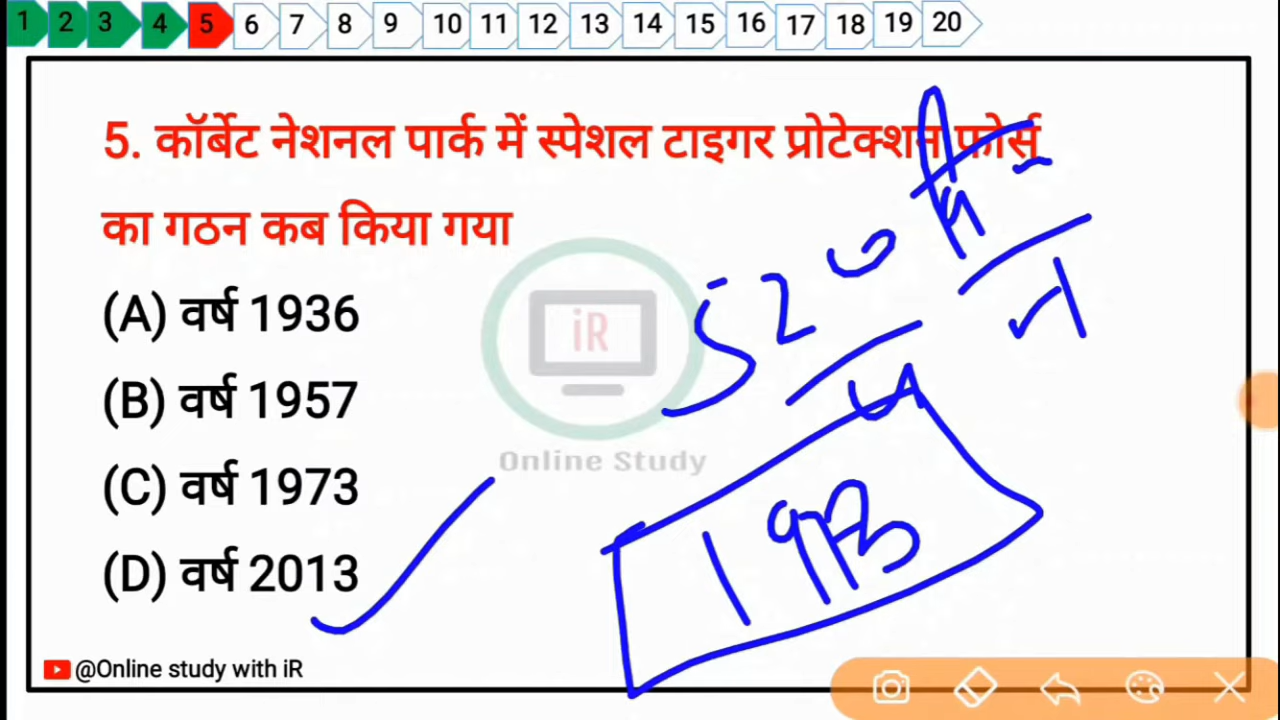 1 2 3 4 5 6 7 8 9 10 11 12 13 14 15 16 17 18 19 20
5. कॉर्बेट नेशनल पार्क में स्पेशल टाइगर प्रोटेक्शन फोर्स
का गठन कब किया गया
(A) वर्ष 1936
(B) वर्ष 1957
(C) वर्ष 1973
(D) वर्ष 2013
iR
Online Study
520
1973
@Online study with iR